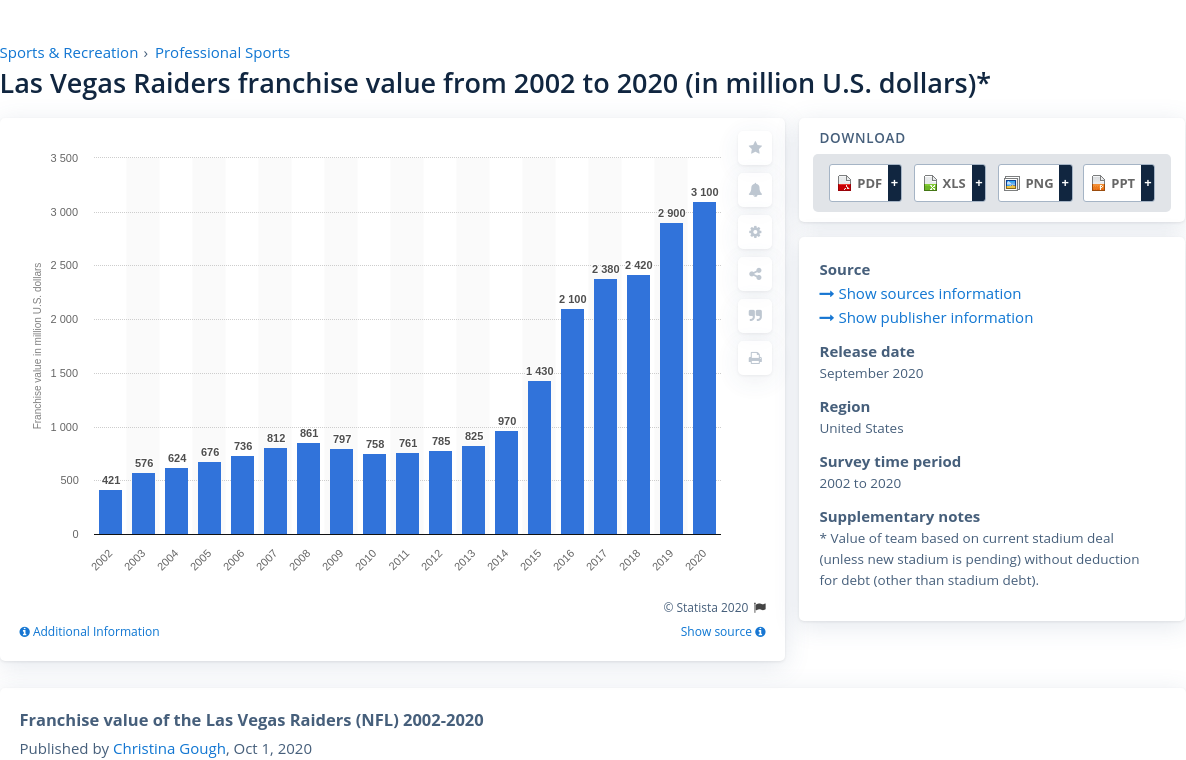 Sports & Recreation › Professional Sports
Las Vegas Raiders franchise value from 2002 to 2020 (in million U.S. dollars)*
Franchise value in million U.S. dollars
3 500
3 000
2 500
2 000
1 500
1 000
500
0
421
576
624
676
736
812
861
797
758
761
785
825
970
1 430
2 100
2 380
2 420
2 900
3 100
2002
2003
2004
2005
2006
2007
2008
2009
2010
2011
2012
2013
2014
2015
2016
2017
2018
2019
2020
© Statista 2020
Additional Information
Show source
DOWNLOAD
PDF +
XLS +
PNG +
PPT +
Source
Show sources information
Show publisher information
Release date
September 2020
Region
United States
Survey time period
2002 to 2020
Supplementary notes
* Value of team based on current stadium deal
(unless new stadium is pending) without deduction
for debt (other than stadium debt).
Franchise value of the Las Vegas Raiders (NFL) 2002-2020
Published by Christina Gough, Oct 1, 2020